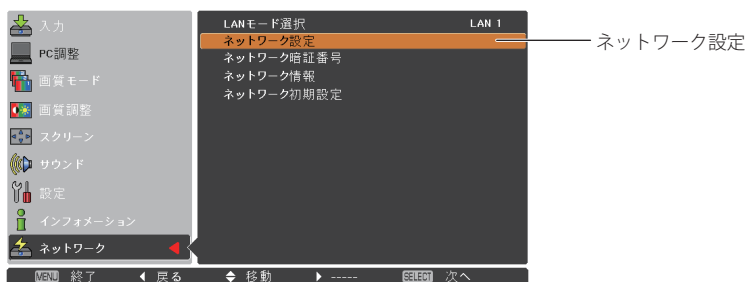 入力
PC調整
画質モード
画質調整
スクリーン
サウンド
設定
インフォメーション
ネットワーク
LANモード選択 LAN 1
ネットワーク設定
ネットワーク暗証番号
ネットワーク情報
ネットワーク初期設定
ネットワーク設定
MENU 終了 戻る 移動 ----- SELECT 次へ